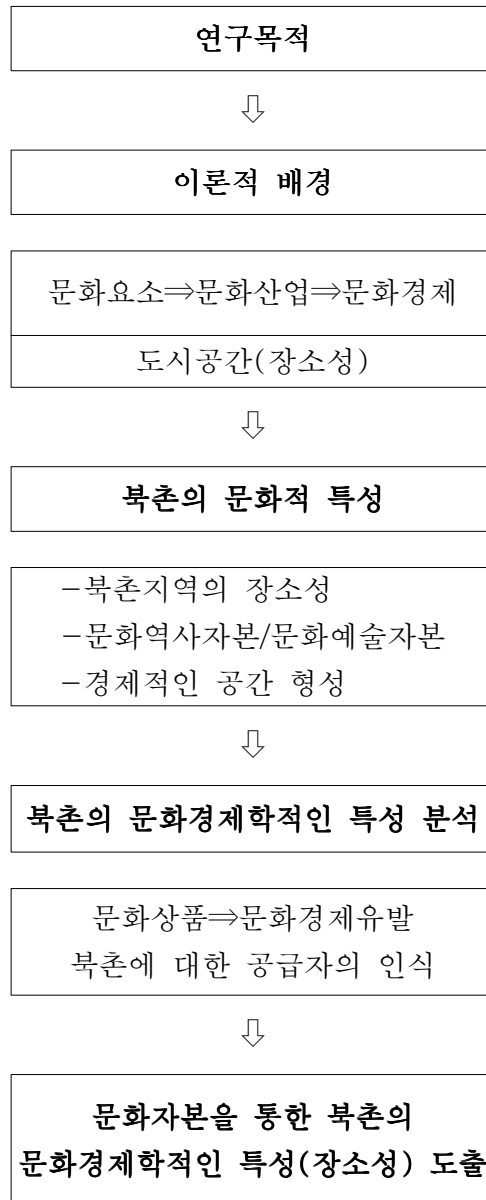 연구목적
⇩
이론적 배경
문화요소⇒문화산업⇒문화경제
도시공간(장소성)
⇩
북촌의 문화적 특성
-북촌지역의 장소성
-문화역사자본/문화예술자본
-경제적인 공간 형성
⇩
북촌의 문화경제학적인 특성 분석
문화상품⇒문화경제유발
북촌에 대한 공급자의 인식
⇩
문화자본을 통한 북촌의
문화경제학적인 특성(장소성) 도출